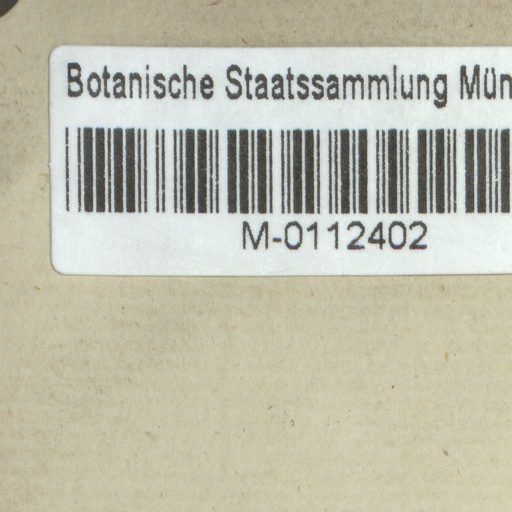 Botanische Staatssammlung Mün
M-0112402